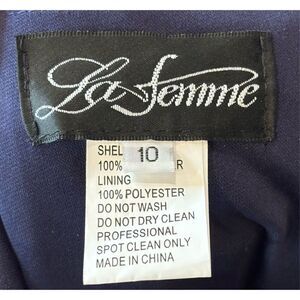 La Femme
SHEL
10
100% R
LINING
100% POLYESTER
DO NOT WASH
DO NOT DRY CLEAN
PROFESSIONAL
SPOT CLEAN ONLY
MADE IN CHINA